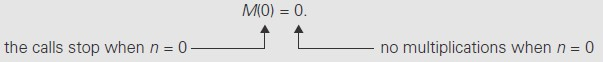 M(0) = 0.
the calls stop when n = 0
no multiplications when n = 0